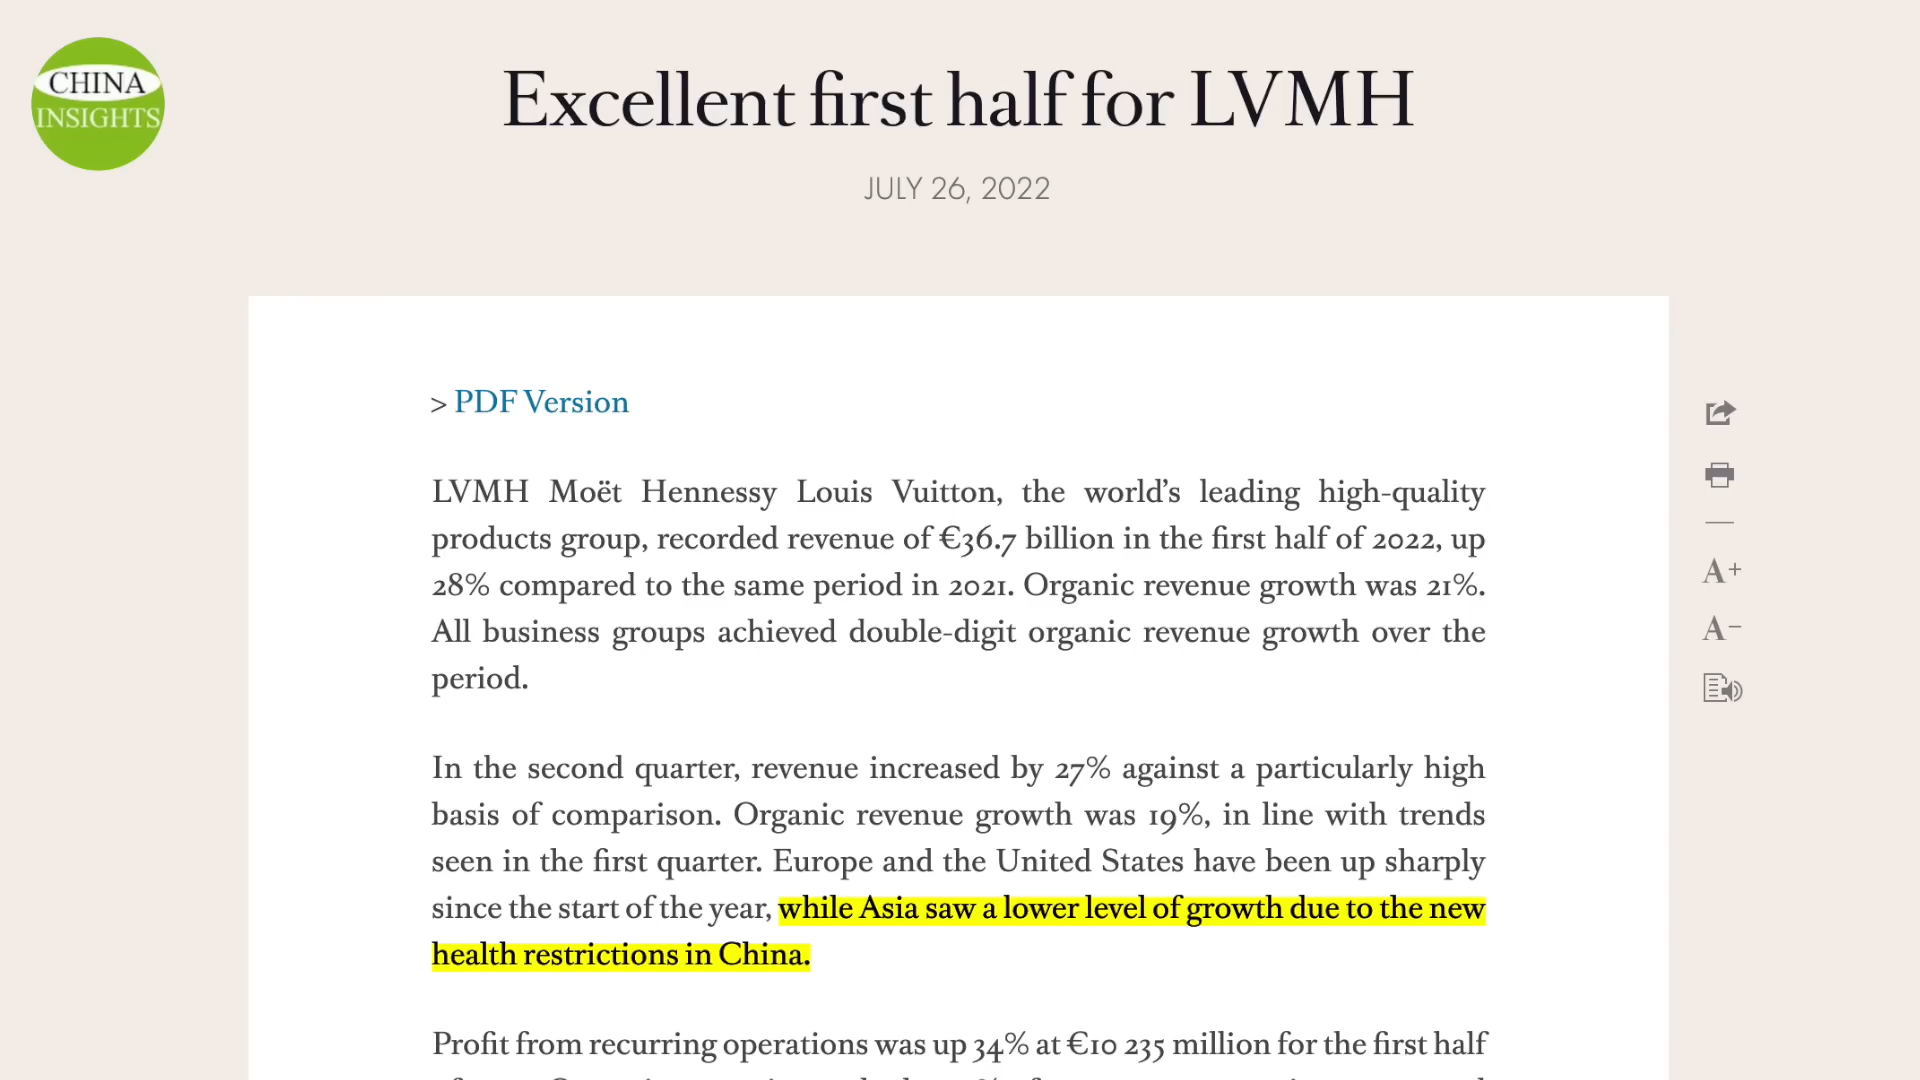 CHINA
INSIGHTS
Excellent first half for LVMH
JULY 26, 2022
> PDF Version
LVMH Moët Hennessy Louis Vuitton, the world’s leading high-quality
products group, recorded revenue of €36.7 billion in the first half of 2022, up
28% compared to the same period in 2021. Organic revenue growth was 21%.
All business groups achieved double-digit organic revenue growth over the
period.
In the second quarter, revenue increased by 27% against a particularly high
basis of comparison. Organic revenue growth was 19%, in line with trends
seen in the first quarter. Europe and the United States have been up sharply
since the start of the year, while Asia saw a lower level of growth due to the new
health restrictions in China.
Profit from recurring operations was up 34% at €10 235 million for the first half
A+
A−